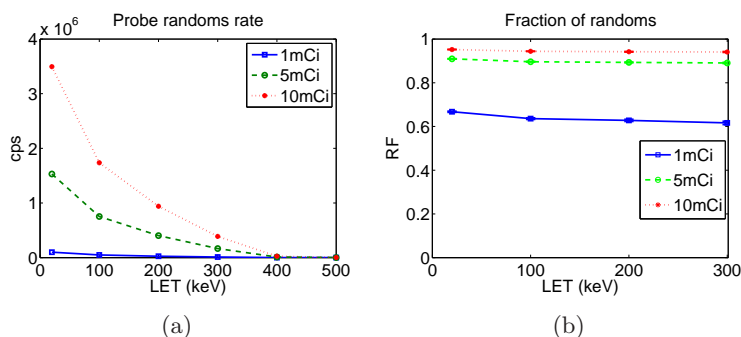 Probe randoms rate
x 10^6
4
3
2
1
0
cps
0 100 200 300 400 500
LET (keV)
1mCi
5mCi
10mCi
(a)
Fraction of randoms
1
0.8
0.6
0.4
0.2
0
RF
0 100 200 300
LET (keV)
1mCi
5mCi
10mCi
(b)